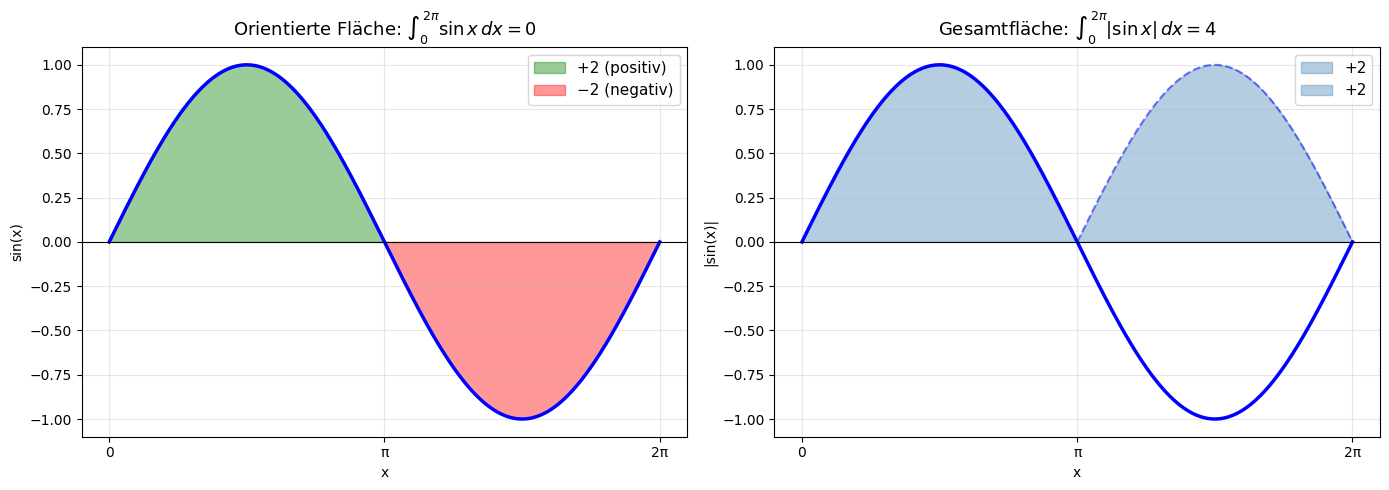 Orientierte Fläche: ∫₀^{2π} sin x dx = 0
+2 (positiv)
−2 (negativ)
1.00
0.75
0.50
0.25
0.00
−0.25
−0.50
−0.75
−1.00
sin(x)
0
π
2π
x
Gesamtfläche: ∫₀^{2π} |sin x| dx = 4
+2
+2
1.00
0.75
0.50
0.25
0.00
−0.25
−0.50
−0.75
−1.00
|sin(x)|
0
π
2π
x